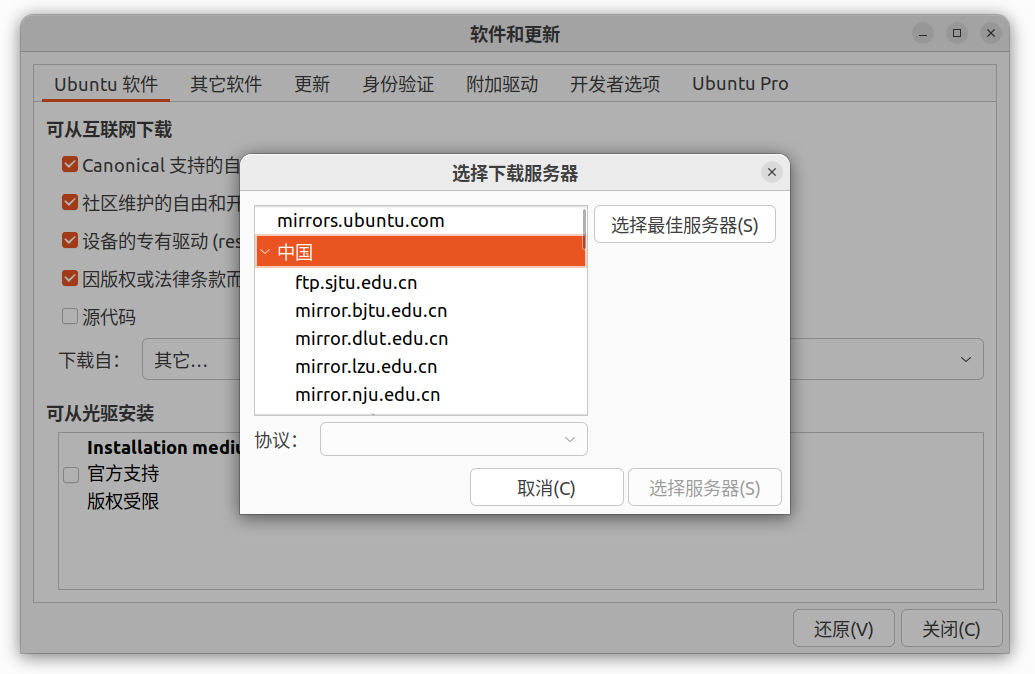 软件和更新
Ubuntu 软件 其它软件 更新 身份验证 附加驱动 开发者选项 Ubuntu Pro
可从互联网下载
Canonical 支持的自
社区维护的自由和开
设备的专有驱动 (res
因版权或法律条款而
源代码
下载自： 其它…
可从光驱安装
Installation mediu
官方支持
版权受限
还原(V) 关闭(C)
选择下载服务器
mirrors.ubuntu.com
中国
ftp.sjtu.edu.cn
mirror.bjtu.edu.cn
mirror.dlut.edu.cn
mirror.lzu.edu.cn
mirror.nju.edu.cn
选择最佳服务器(S)
协议：
取消(C) 选择服务器(S)